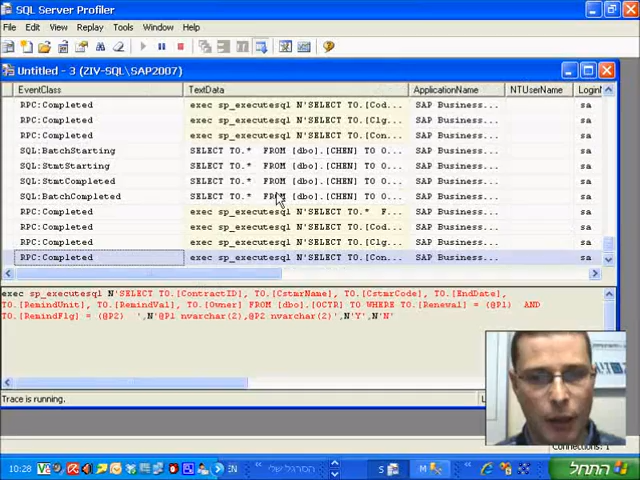 SQL Server Profiler
File Edit View Replay Tools Window Help
Untitled - 3 (ZIV-SQL\SAP2007)
EventClass TextData ApplicationName NTUserName LoginN
RPC:Completed exec sp_executesql N'SELECT T0.[Cod... SAP Business... sa
RPC:Completed exec sp_executesql N'SELECT T0.[Clg... SAP Business... sa
RPC:Completed exec sp_executesql N'SELECT T0.[Con... SAP Business... sa
SQL:BatchStarting SELECT T0.* FROM [dbo].[CHEN] T0 O... SAP Business... sa
SQL:StmtStarting SELECT T0.* FROM [dbo].[CHEN] T0 O... SAP Business... sa
SQL:StmtCompleted SELECT T0.* FROM [dbo].[CHEN] T0 O... SAP Business... sa
SQL:BatchCompleted SELECT T0.* FROM [dbo].[CHEN] T0 O... SAP Business... sa
RPC:Completed exec sp_executesql N'SELECT T0.* F... SAP Business... sa
RPC:Completed exec sp_executesql N'SELECT T0.[Cod... SAP Business... sa
RPC:Completed exec sp_executesql N'SELECT T0.[Clg... SAP Business... sa
RPC:Completed exec sp_executesql N'SELECT T0.[Con... SAP Business... sa
exec sp_executesql N'SELECT T0.[ContractID], T0.[CstmrName], T0.[CstmrCode], T0.[EndDate],
T0.[RemindUnit], T0.[RemindVal], T0.[Owner] FROM [dbo].[OCTR] T0 WHERE T0.[Renewal] = (@P1) AND
T0.[RemindFlg] = (@P2) ',N'@P1 nvarchar(2),@P2 nvarchar(2)',N'Y',N'N'
Trace is running.
Connections: 1
10:28 EN הסרגל שלי S M התחל